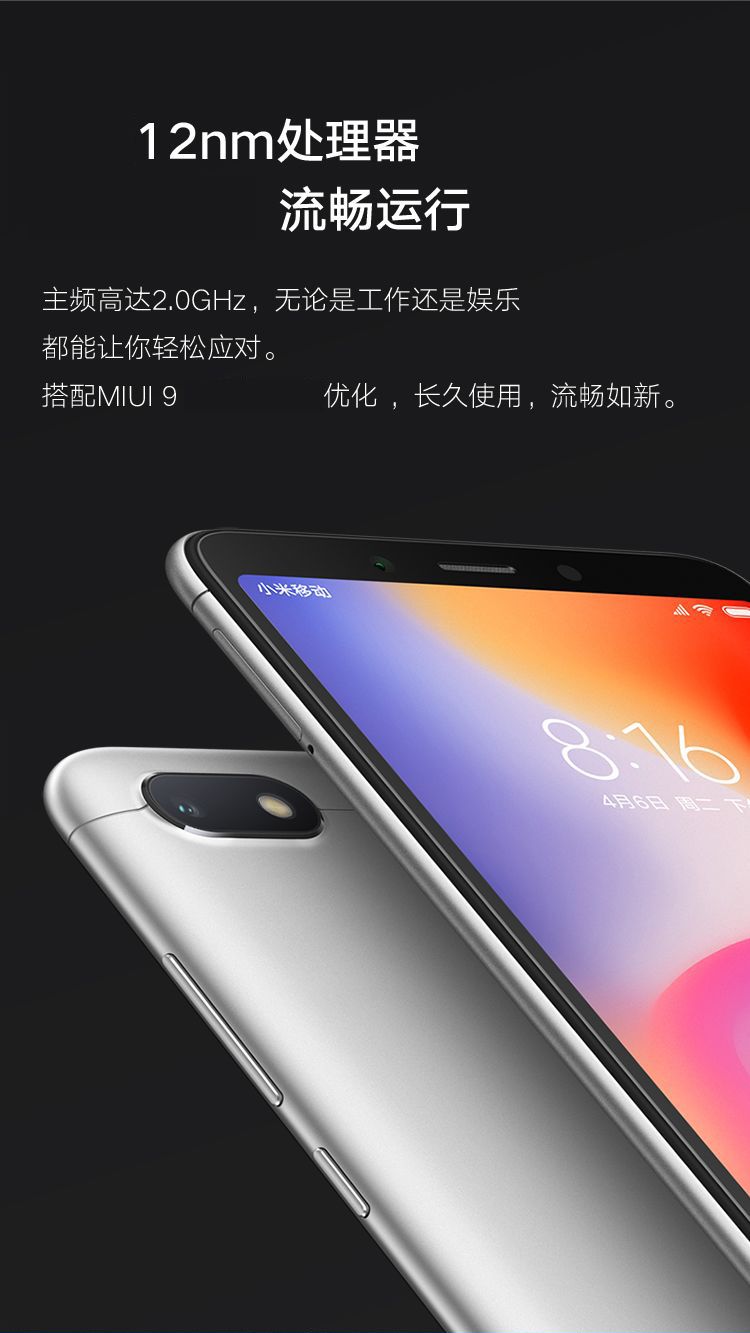 12nm处理器
流畅运行
主频高达2.0GHz，无论是工作还是娱乐
都能让你轻松应对。
搭配MIUI 9 优化 ，长久使用，流畅如新。
小米移动
8:16
4月6日 周二 下